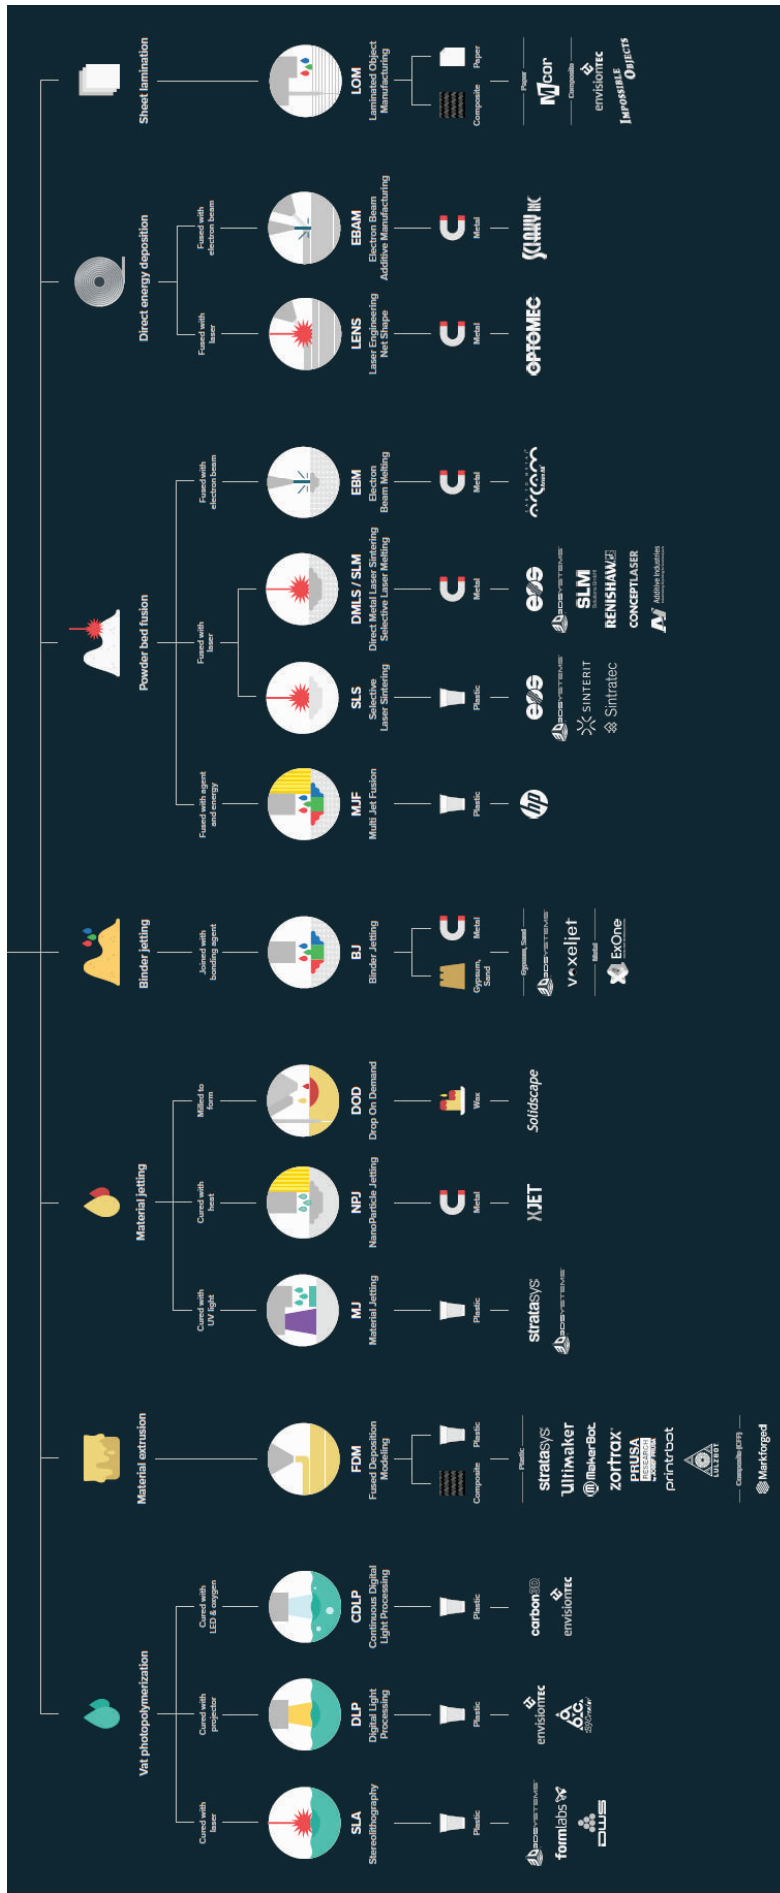 Vat photopolymerization
Cured with
laser
SLA
Stereolithography
Plastic
3DSYSTEMS
formlabs
DWS
Cured with
projector
DLP
Digital Light
Processing
Plastic
envisionTEC
Cured with
LED & oxygen
CDLP
Continuous Digital
Light Processing
Plastic
carbon3D
envisionTEC
Material extrusion
FDM
Fused Deposition
Modeling
Composite
Plastic
Plastic
stratasys
Ultimaker
MakerBot
zortrax
PRUSA
RESEARCH
printrbot
LULZBOT
Composite (CFF)
Markforged
Material jetting
Cured with
UV light
MJ
Material Jetting
Plastic
stratasys
3DSYSTEMS
Cured with
heat
NPJ
NanoParticle Jetting
Metal
XJET
Milled to
form
DOD
Drop On Demand
Wax
Solidscape
Binder jetting
Joined with
bonding agent
BJ
Binder Jetting
Gypsum,
Sand
Metal
Gypsum, Sand
3DSYSTEMS
voxeljet
Metal
ExOne
Powder bed fusion
Fused with agent
and energy
MJF
Multi Jet Fusion
Plastic
hp
Fused with
laser
SLS
Selective
Laser Sintering
Plastic
eos
3DSYSTEMS
SINTERIT
Sintratec
DMLS / SLM
Direct Metal Laser Sintering
Selective Laser Melting
Metal
eos
3DSYSTEMS
SLM
RENISHAW
CONCEPTLASER
Additive Industries
Fused with
electron beam
EBM
Electron
Beam Melting
Metal
arcam
Direct energy deposition
Fused with
laser
LENS
Laser Engineering
Net Shape
Metal
OPTOMEC
Fused with
electron beam
EBAM
Electron Beam
Additive Manufacturing
Metal
SCIAKY INC
Sheet lamination
LOM
Laminated Object
Manufacturing
Composite
Paper
Paper
Mcor
Composite
envisionTEC
IMPOSSIBLE
OBJECTS